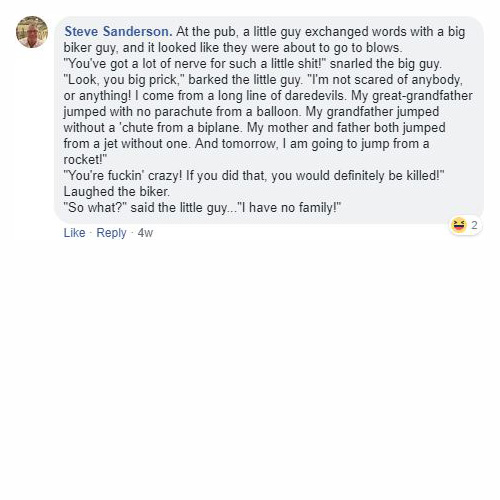 Steve Sanderson. At the pub, a little guy exchanged words with a big
biker guy, and it looked like they were about to go to blows.
"You've got a lot of nerve for such a little shit!" snarled the big guy.
"Look, you big prick," barked the little guy. "I'm not scared of anybody,
or anything! I come from a long line of daredevils. My great-grandfather
jumped with no parachute from a balloon. My grandfather jumped
without a 'chute from a biplane. My mother and father both jumped
from a jet without one. And tomorrow, I am going to jump from a
rocket!"
"You're fuckin' crazy! If you did that, you would definitely be killed!"
Laughed the biker.
"So what?" said the little guy..."I have no family!"
2
Like · Reply · 4w